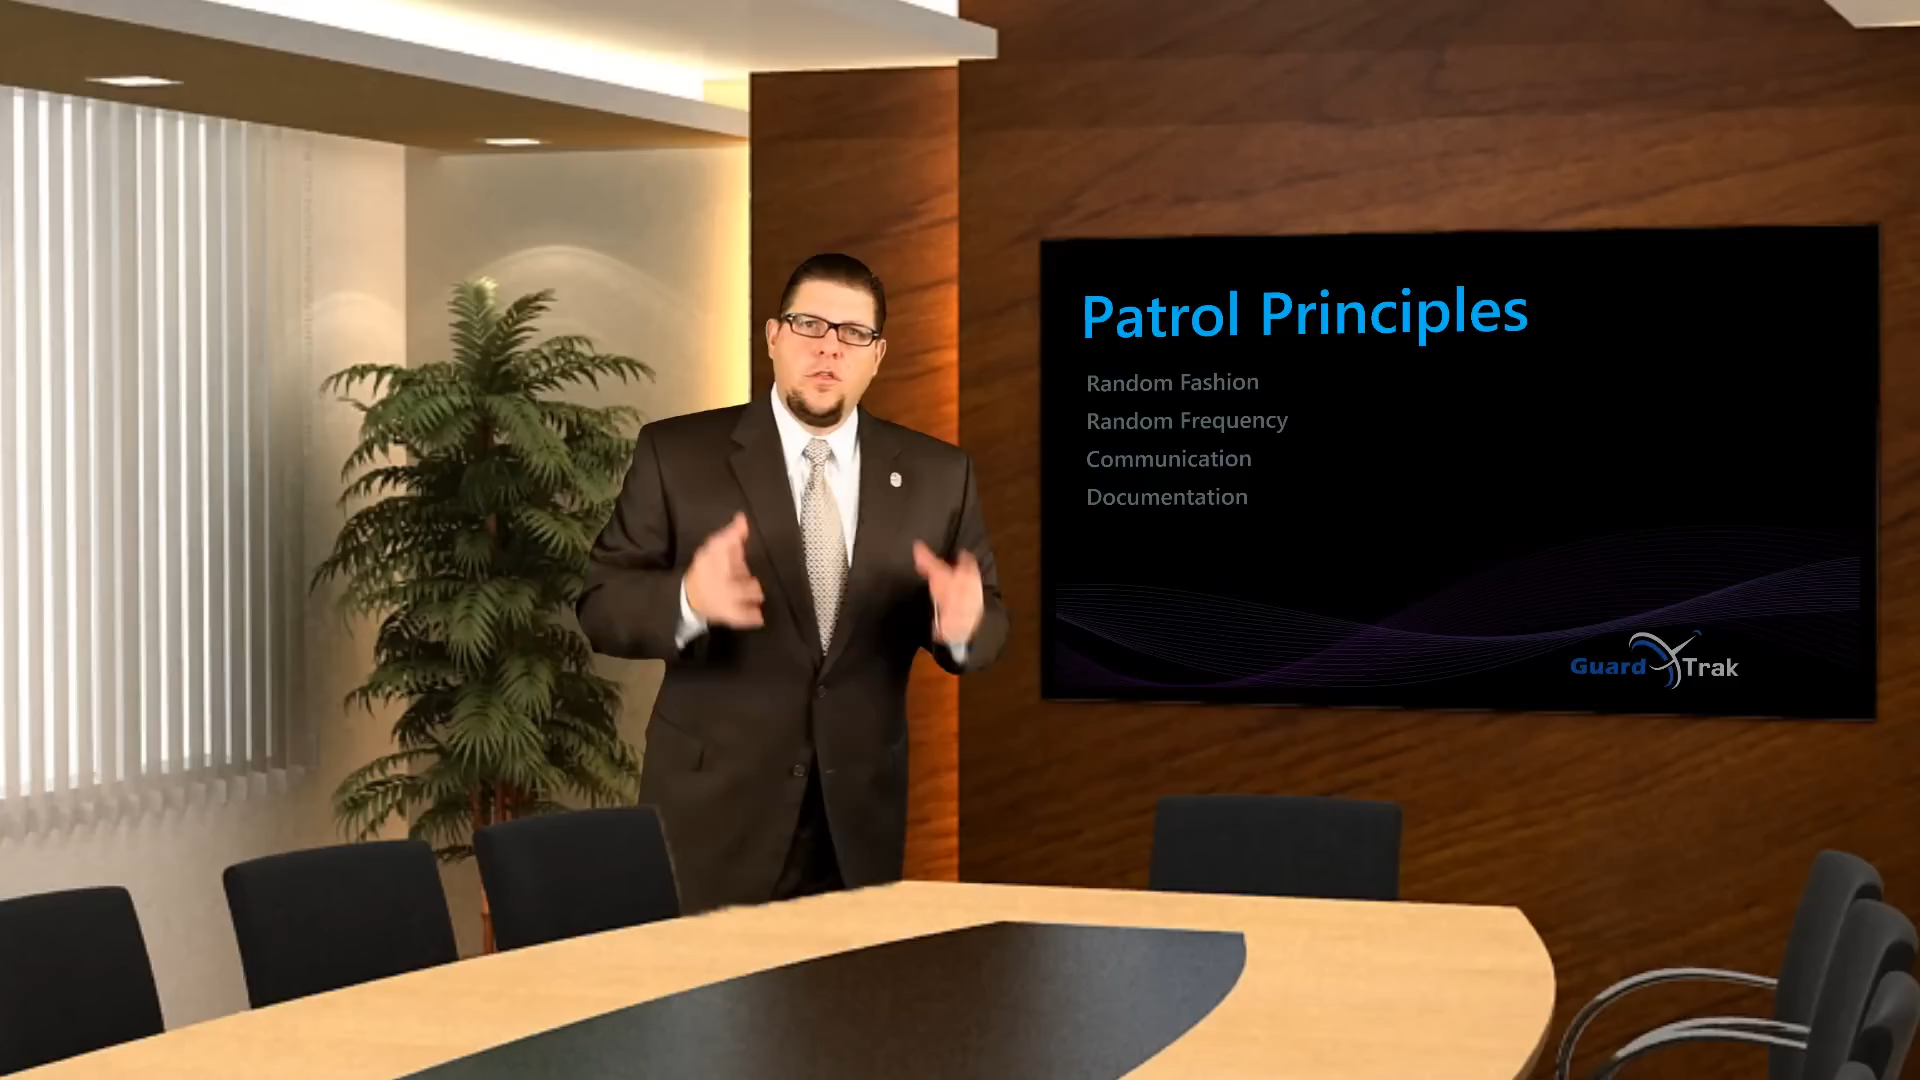 Patrol Principles
Random Fashion
Random Frequency
Communication
Documentation
Guard Trak